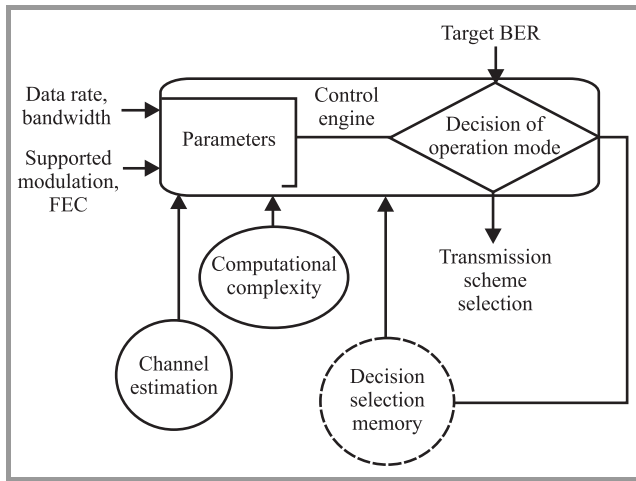 Target BER
Data rate,
bandwidth
Control
engine
Parameters
Decision of
operation mode
Supported
modulation,
FEC
Computational
complexity
Transmission
scheme
selection
Channel
estimation
Decision
selection
memory